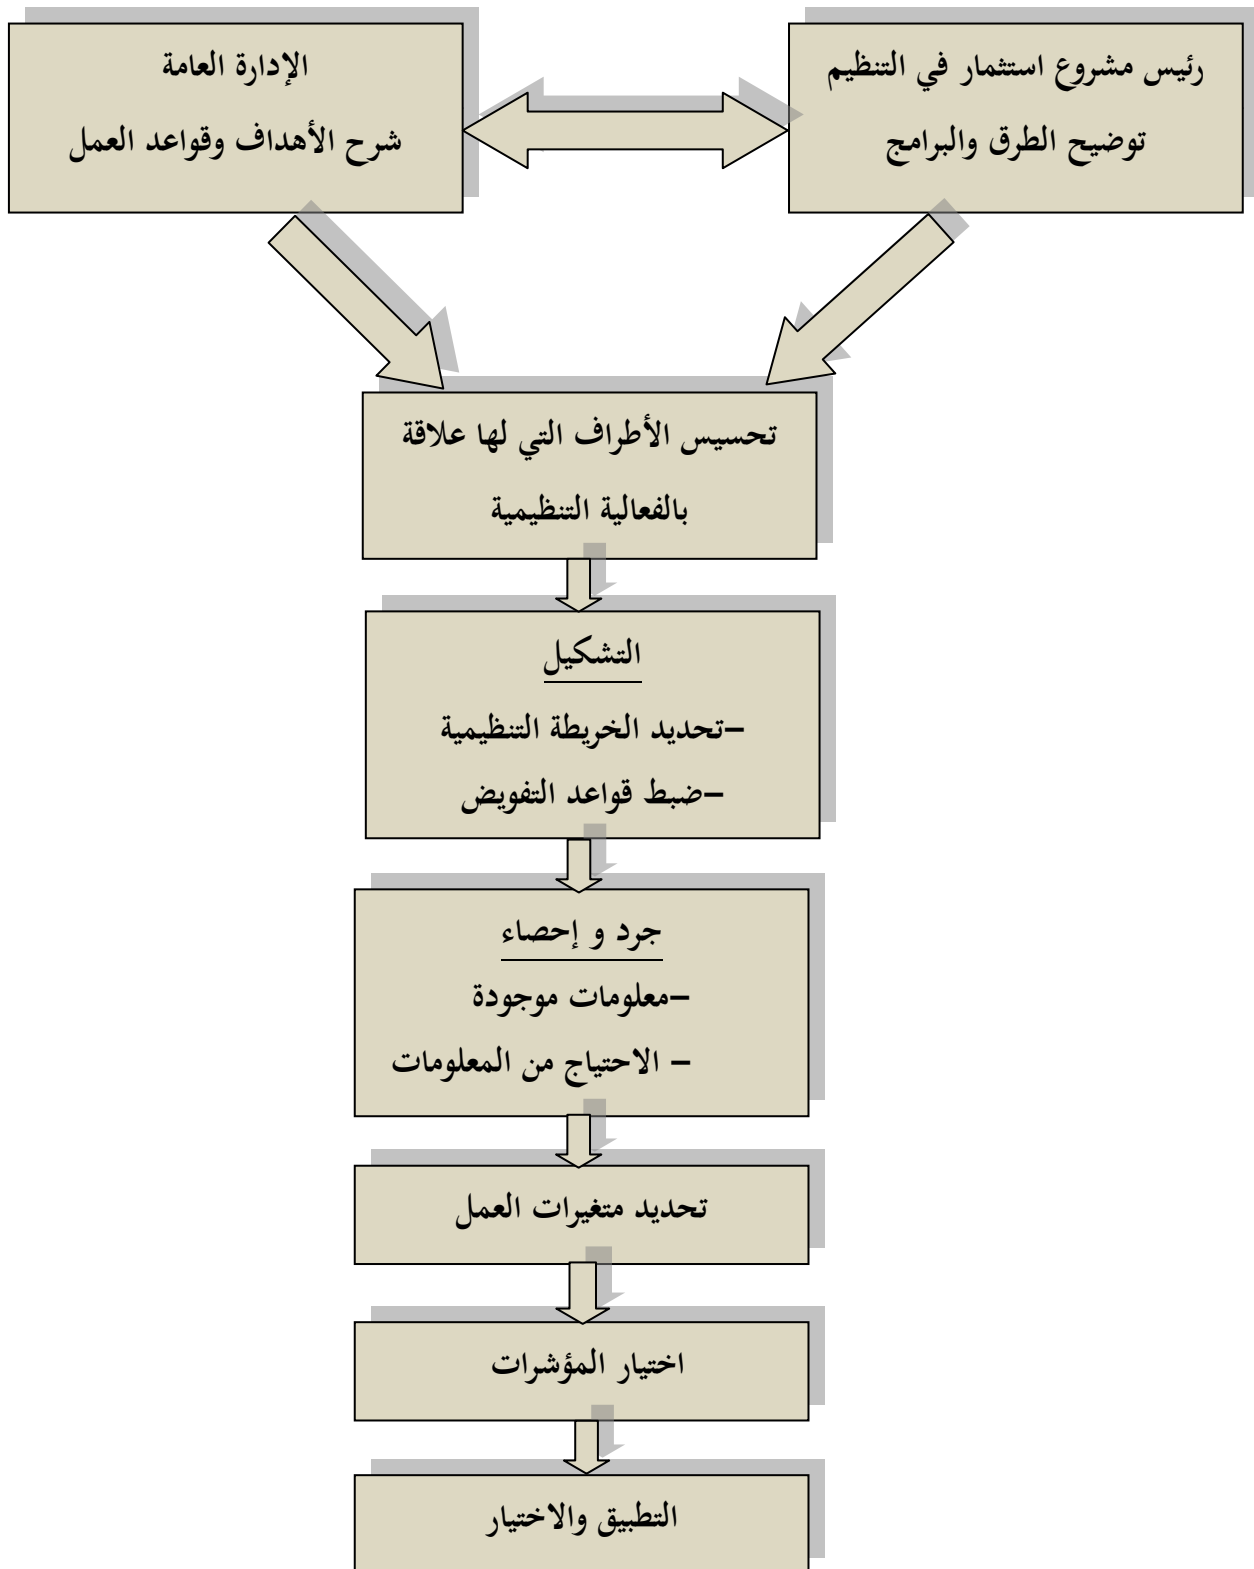 رئيس مشروع استثمار في التنظيم
توضيح الطرق والبرامج
الإدارة العامة
شرح الأهداف وقواعد العمل
تحسيس الأطراف التي لها علاقة
بالفعالية التنظيمية
التشكيل
–تحديد الخريطة التنظيمية
–ضبط قواعد التفويض
جرد و إحصاء
–معلومات موجودة
– الاحتياج من المعلومات
تحديد متغيرات العمل
اختيار المؤشرات
التطبيق والاختيار